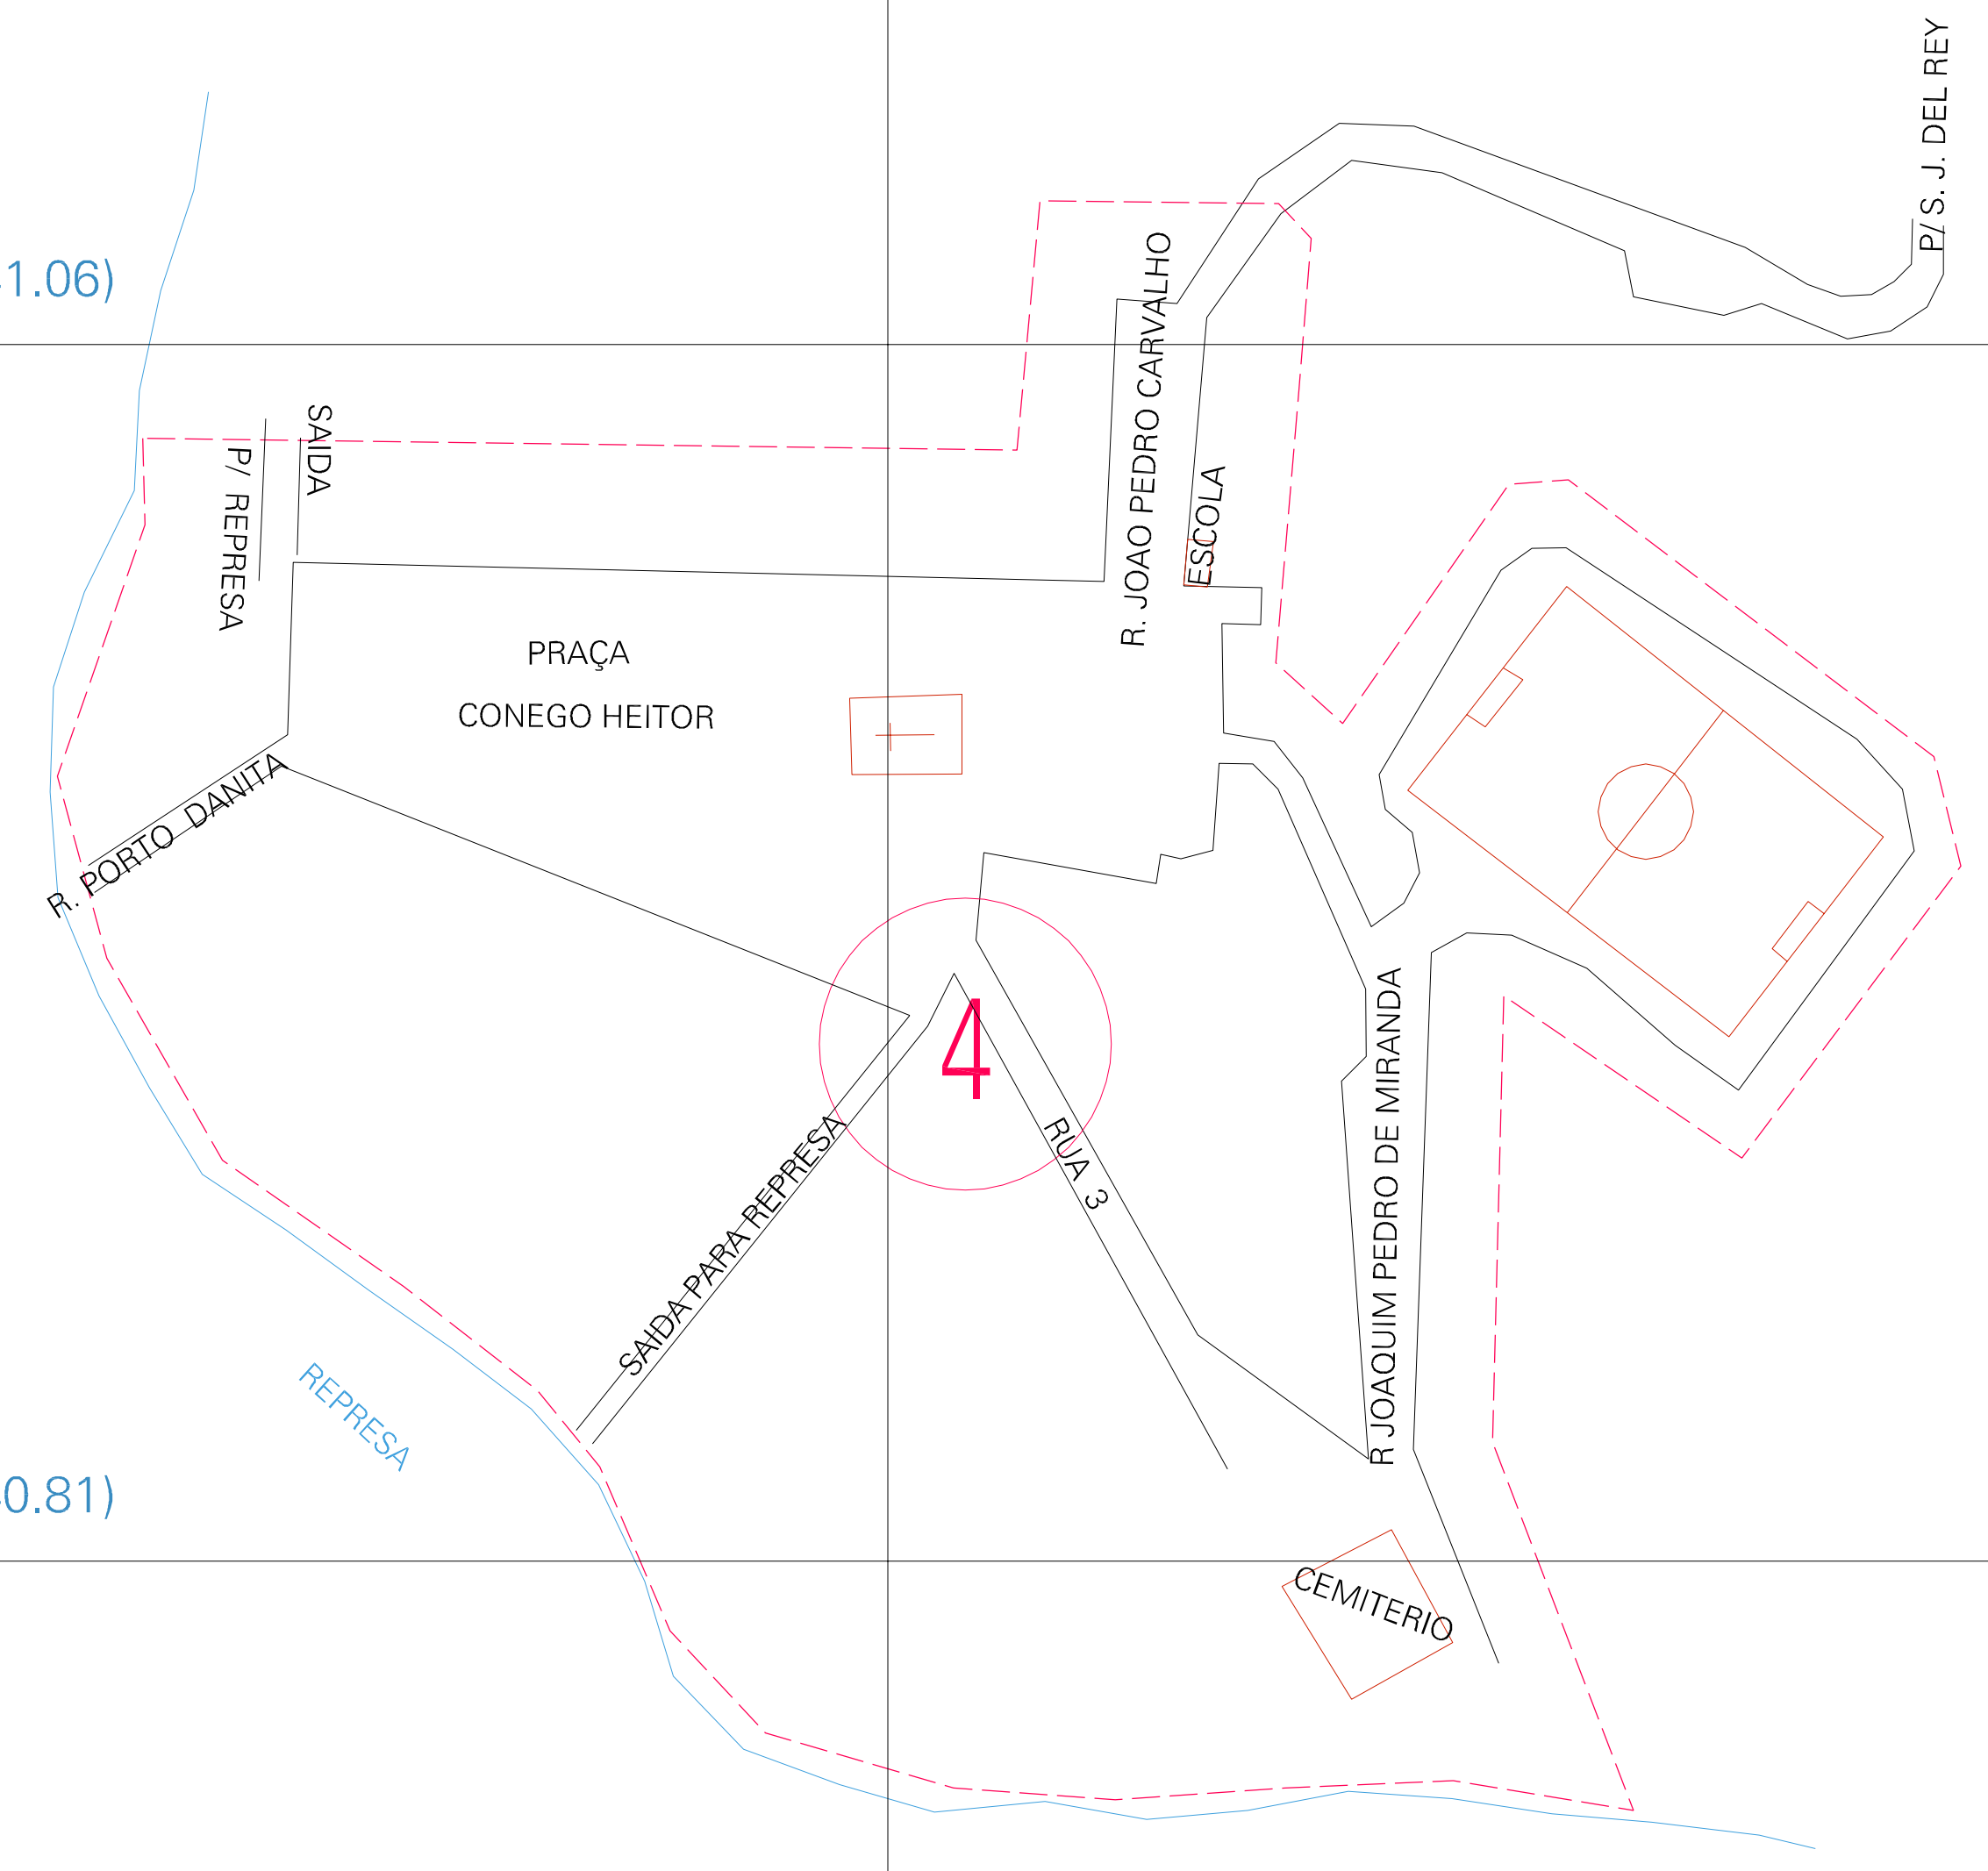 P/ S. J. DEL REY
1.06)
R. JOAO PEDRO CARVALHO
SAIDA
P/ REPRESA
ESCOLA
PRAÇA
CONEGO HEITOR
R. PORTO DANITA
4
R JOAQUIM PEDRO DE MIRANDA
RUA 3
SAIDA PARA REPRESA
REPRESA
0.81)
CEMITERIO